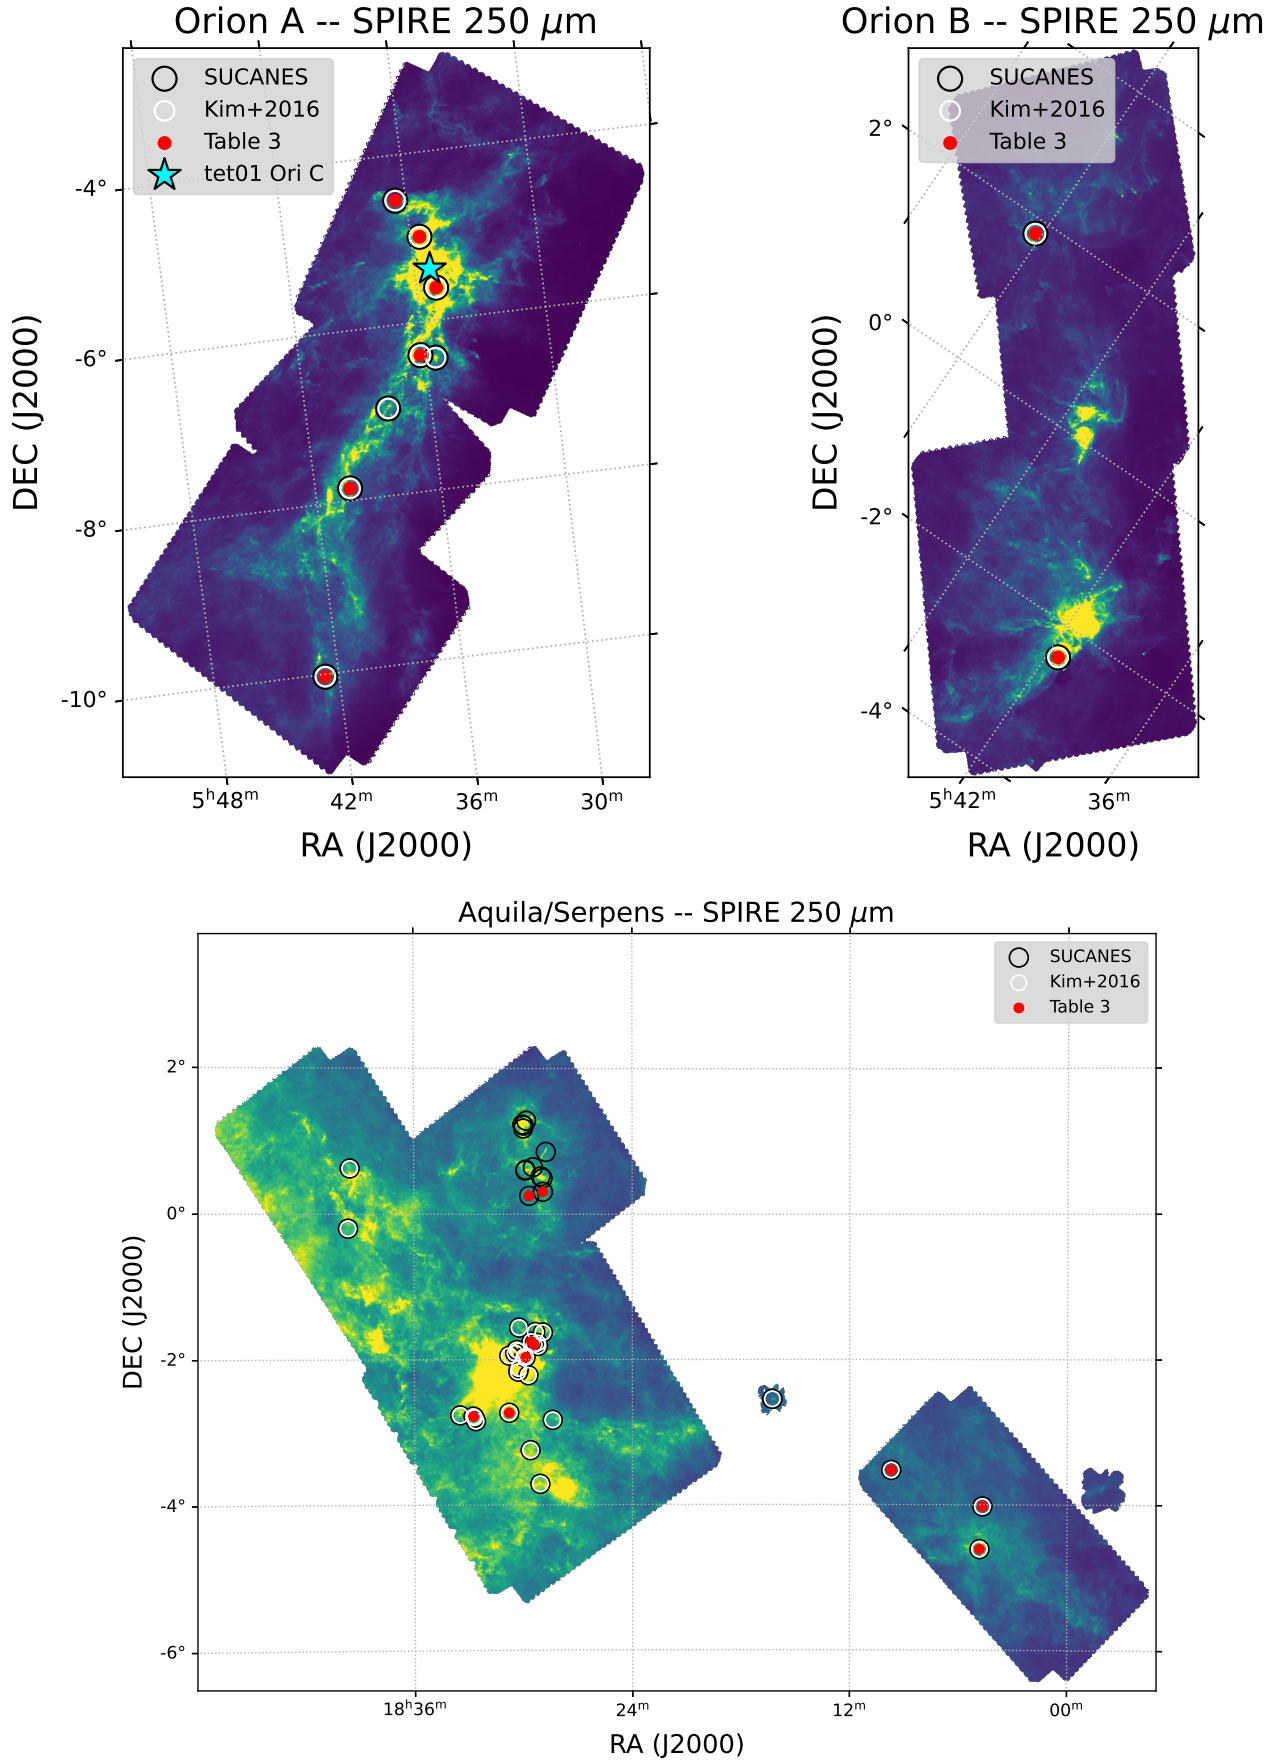 Orion A -- SPIRE 250 μm
SUCANES
Kim+2016
Table 3
tet01 Ori C
-4°
-6°
-8°
-10°
DEC (J2000)
5ʰ48ᵐ 42ᵐ 36ᵐ 30ᵐ
RA (J2000)
Orion B -- SPIRE 250 μm
SUCANES
Kim+2016
Table 3
2°
0°
-2°
-4°
DEC (J2000)
5ʰ42ᵐ 36ᵐ
RA (J2000)
Aquila/Serpens -- SPIRE 250 μm
SUCANES
Kim+2016
Table 3
2°
0°
-2°
-4°
-6°
DEC (J2000)
18ʰ36ᵐ 24ᵐ 12ᵐ 00ᵐ
RA (J2000)